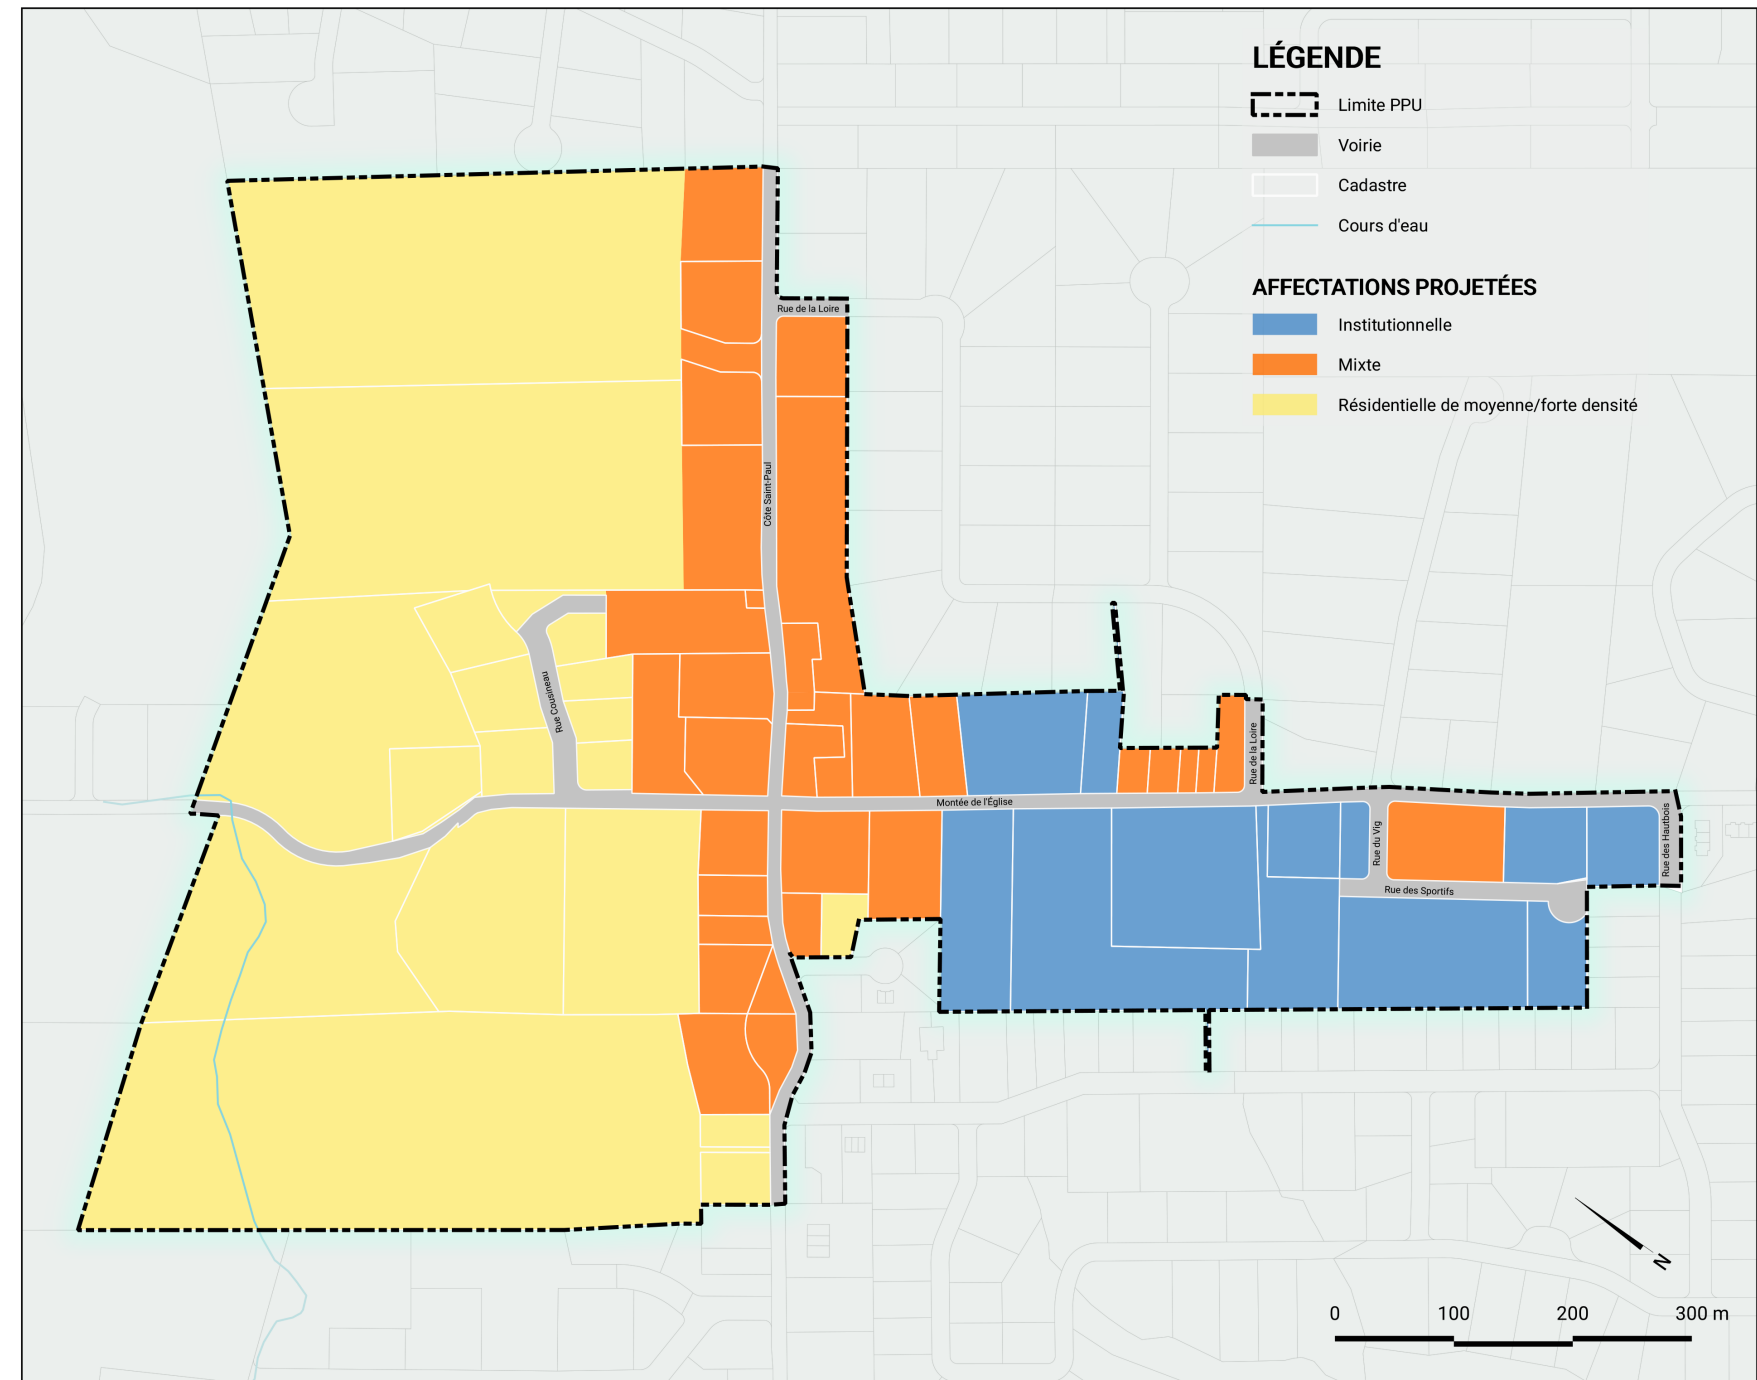 LÉGENDE
Limite PPU
Voirie
Cadastre
Cours d'eau
AFFECTATIONS PROJETÉES
Institutionnelle
Mixte
Résidentielle de moyenne/forte densité
Rue de la Loire
Côte Saint-Paul
Rue Cousineau
Rue de la Loire
Montée de l'Église
Rue du Vig
Rue des Hautbois
Rue des Sportifs
N
0 100 200 300 m